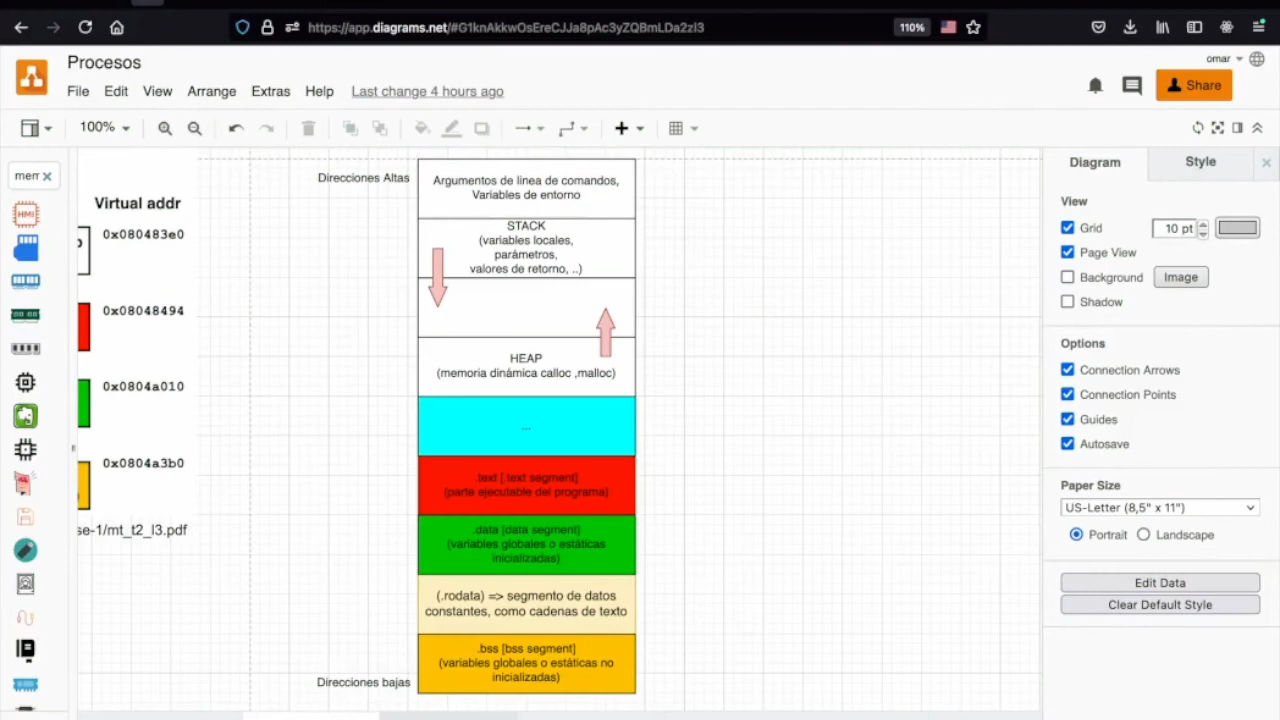 https://app.diagrams.net/#G1knAkkwOsEreCJJa8pAc3yZQBmLDa2zl3
110%
Procesos
omar
File Edit View Arrange Extras Help Last change 4 hours ago
Share
100%
mem
Virtual addr
0x080483e0
0x08048494
0x0804a010
0x0804a3b0
se-1/mt_t2_l3.pdf
Direcciones Altas
Argumentos de línea de comandos,
Variables de entorno
STACK
(variables locales,
parámetros,
valores de retorno, ..)
HEAP
(memoria dinámica calloc ,malloc)
...
.text [.text segment]
(parte ejecutable del programa)
.data [data segment]
(variables globales o estáticas
inicializadas)
(.rodata) => segmento de datos
constantes, como cadenas de texto
.bss [bss segment]
(variables globales o estáticas no
inicializadas)
Direcciones bajas
Diagram Style
View
Grid 10 pt
Page View
Background Image
Shadow
Options
Connection Arrows
Connection Points
Guides
Autosave
Paper Size
US-Letter (8,5" x 11")
Portrait Landscape
Edit Data
Clear Default Style
HMI